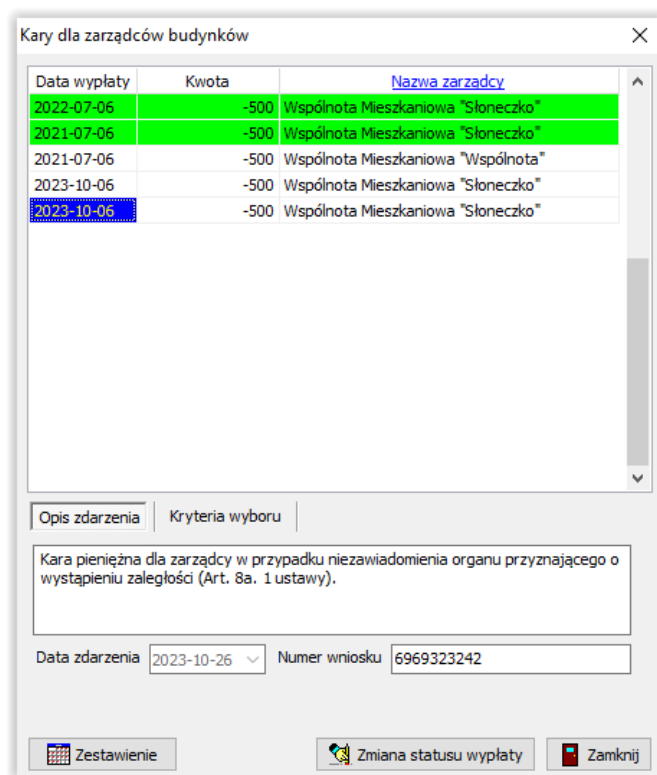 Kary dla zarządców budynków
Data wypłaty Kwota Nazwa zarzadcy
2022-07-06 -500 Wspólnota Mieszkaniowa "Słoneczko"
2021-07-06 -500 Wspólnota Mieszkaniowa "Słoneczko"
2021-07-06 -500 Wspólnota Mieszkaniowa "Wspólnota"
2023-10-06 -500 Wspólnota Mieszkaniowa "Słoneczko"
2023-10-06 -500 Wspólnota Mieszkaniowa "Słoneczko"
Opis zdarzenia Kryteria wyboru
Kara pieniężna dla zarządcy w przypadku niezawiadomienia organu przyznającego o
wystąpieniu zaległości (Art. 8a. 1 ustawy).
Data zdarzenia 2023-10-26 Numer wniosku 6969323242
Zestawienie Zmiana statusu wypłaty Zamknij